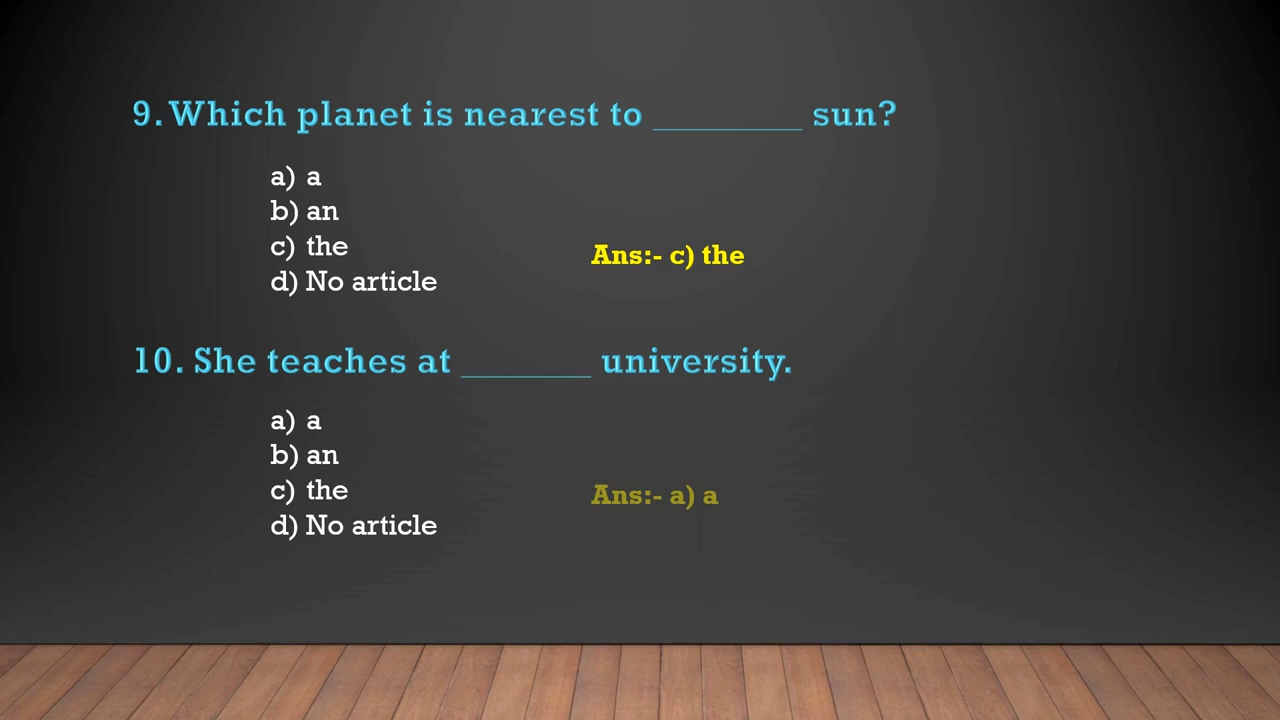 9. Which planet is nearest to _________ sun?
a) a
b) an
c) the
d) No article
Ans:- c) the
10. She teaches at ________ university.
a) a
b) an
c) the
d) No article
Ans:- a) a